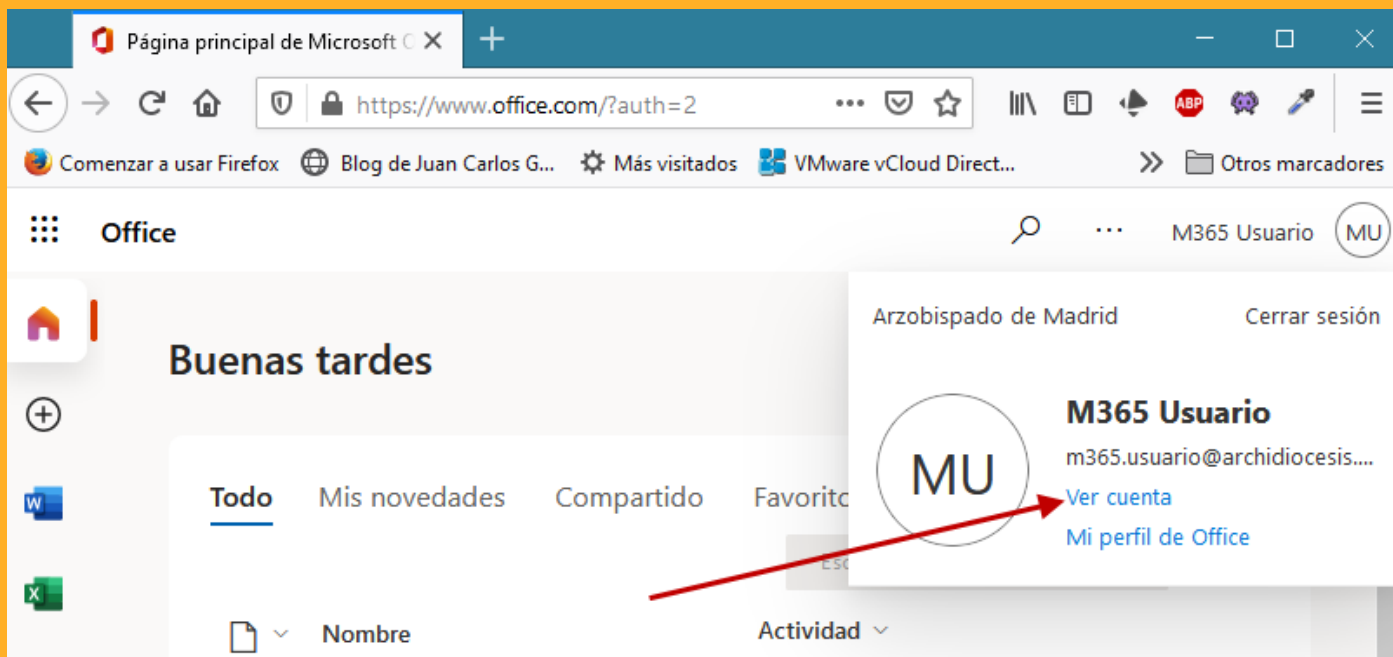 Página principal de Microsoft O
https://www.office.com/?auth=2
ABP
Comenzar a usar Firefox Blog de Juan Carlos G... Más visitados VMware vCloud Direct... Otros marcadores
Office M365 Usuario MU
Arzobispado de Madrid Cerrar sesión
Buenas tardes
MU
M365 Usuario
m365.usuario@archidiocesis....
Ver cuenta
Mi perfil de Office
Todo Mis novedades Compartido Favorito
Esc
Nombre Actividad